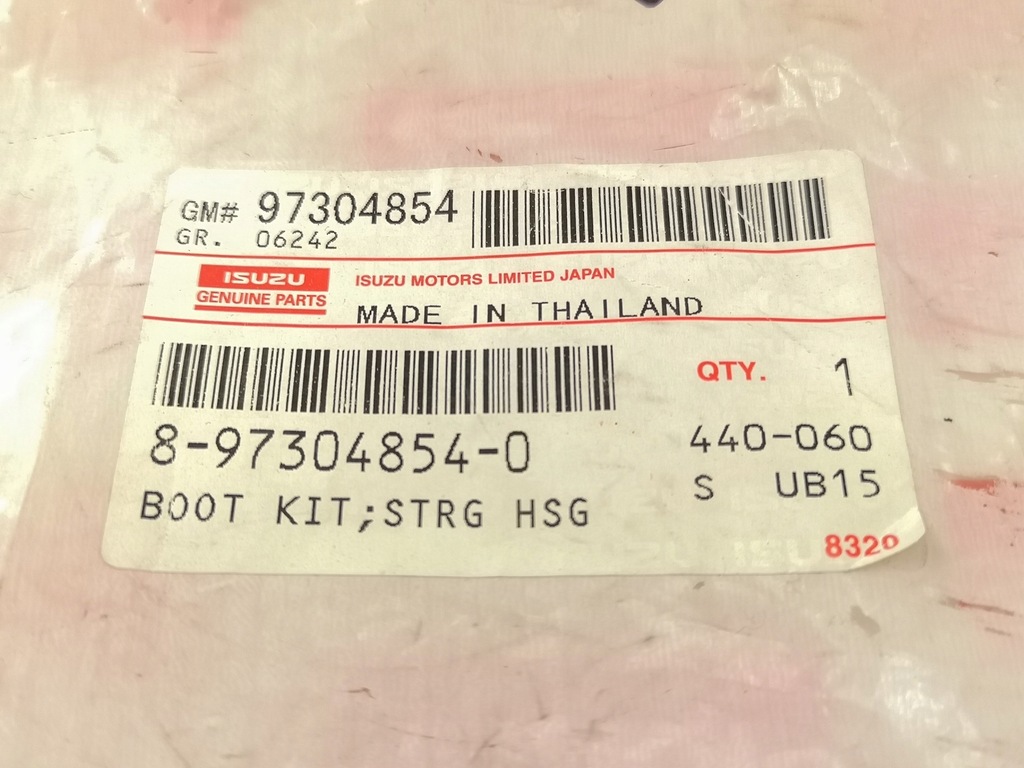 GM# 97304854
GR. 06242
ISUZU
GENUINE PARTS
ISUZU MOTORS LIMITED JAPAN
MADE IN THAILAND
QTY. 1
8-97304854-0
440-060
BOOT KIT;STRG HSG
S UB15
8320